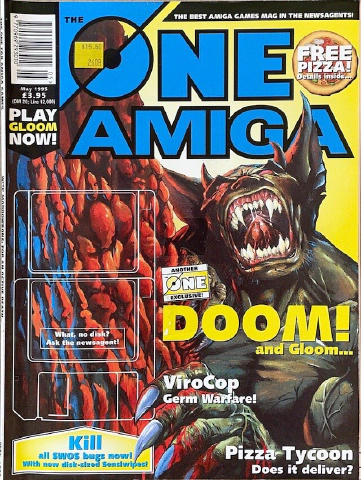 THE BEST AMIGA GAMES MAG IN THE NEWSAGENTS!
THE
ONE
AMIGA
FREE
PIZZA!
Details inside...
May 1995
£3.95
PLAY
GLOOM
NOW!
What, no disk?
Ask the newsagent!
ANOTHER
ONE
EXCLUSIVE!
DOOM!
and Gloom...
ViroCop
Germ Warfare!
Kill
all SWOS bugs now!
With new disk-sized Sensiwipes!
Pizza Tycoon
Does it deliver?